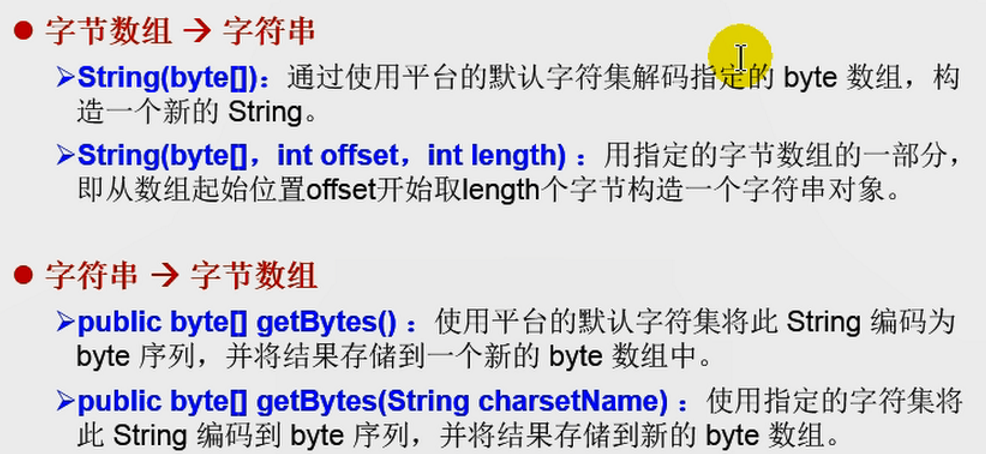 ● 字节数组 → 字符串
➢String(byte[])：通过使用平台的默认字符集解码指定的 byte 数组，构
造一个新的 String。
➢String(byte[]，int offset，int length) ：用指定的字节数组的一部分，
即从数组起始位置offset开始取length个字节构造一个字符串对象。
● 字符串 → 字节数组
➢public byte[] getBytes() ：使用平台的默认字符集将此 String 编码为
byte 序列，并将结果存储到一个新的 byte 数组中。
➢public byte[] getBytes(String charsetName) ：使用指定的字符集将
此 String 编码到 byte 序列，并将结果存储到新的 byte 数组。